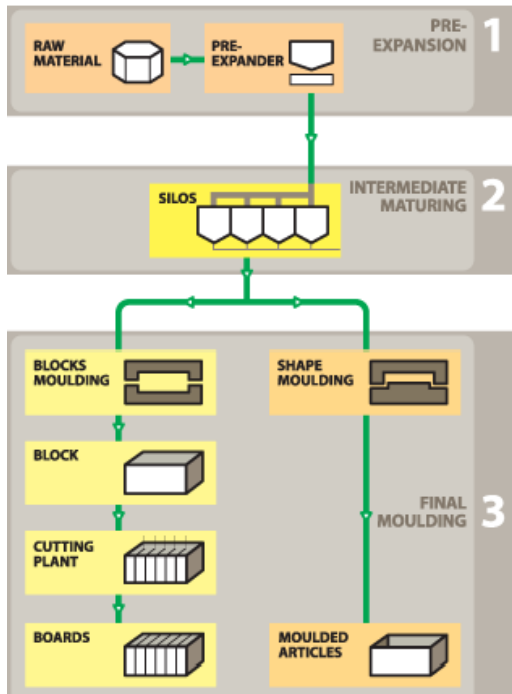 RAW
MATERIAL
PRE-
EXPANDER
PRE-
EXPANSION
1
SILOS
INTERMEDIATE
MATURING
2
BLOCKS
MOULDING
SHAPE
MOULDING
BLOCK
CUTTING
PLANT
FINAL
MOULDING
3
BOARDS
MOULDED
ARTICLES